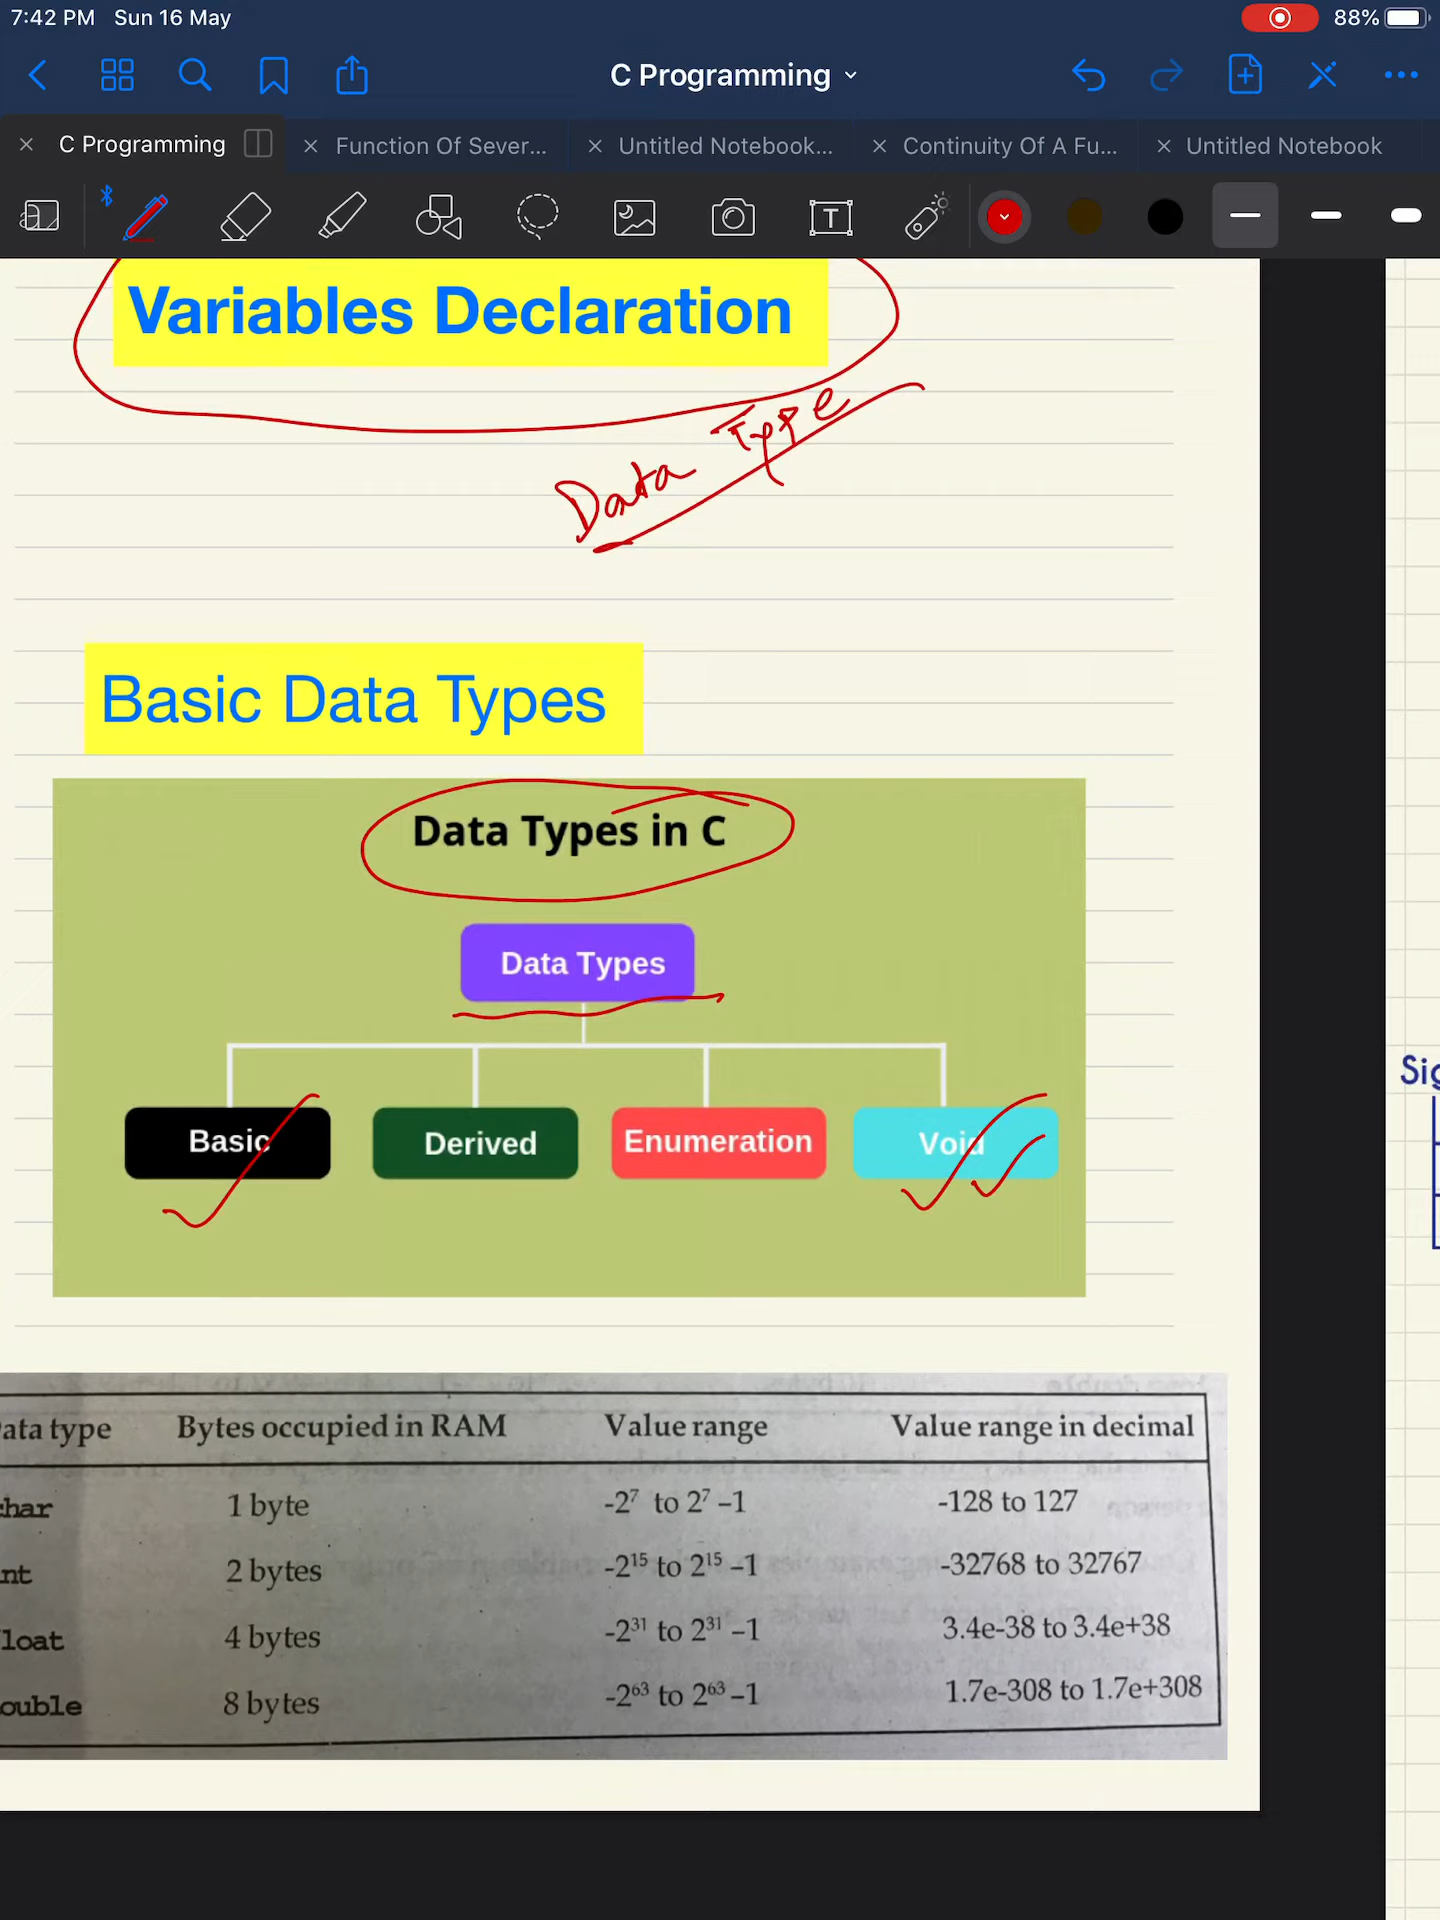 7:42 PM Sun 16 May 88%
C Programming
C Programming Function Of Sever... Untitled Notebook... Continuity Of A Fu... Untitled Notebook
Variables Declaration
Data Type
Basic Data Types
Data Types in C
Data Types
Basic Derived Enumeration Void
Sig
ata type Bytes occupied in RAM Value range Value range in decimal
har 1 byte -2⁷ to 2⁷ –1 -128 to 127
nt 2 bytes -2¹⁵ to 2¹⁵ –1 -32768 to 32767
loat 4 bytes -2³¹ to 2³¹ –1 3.4e-38 to 3.4e+38
ouble 8 bytes -2⁶³ to 2⁶³ –1 1.7e-308 to 1.7e+308